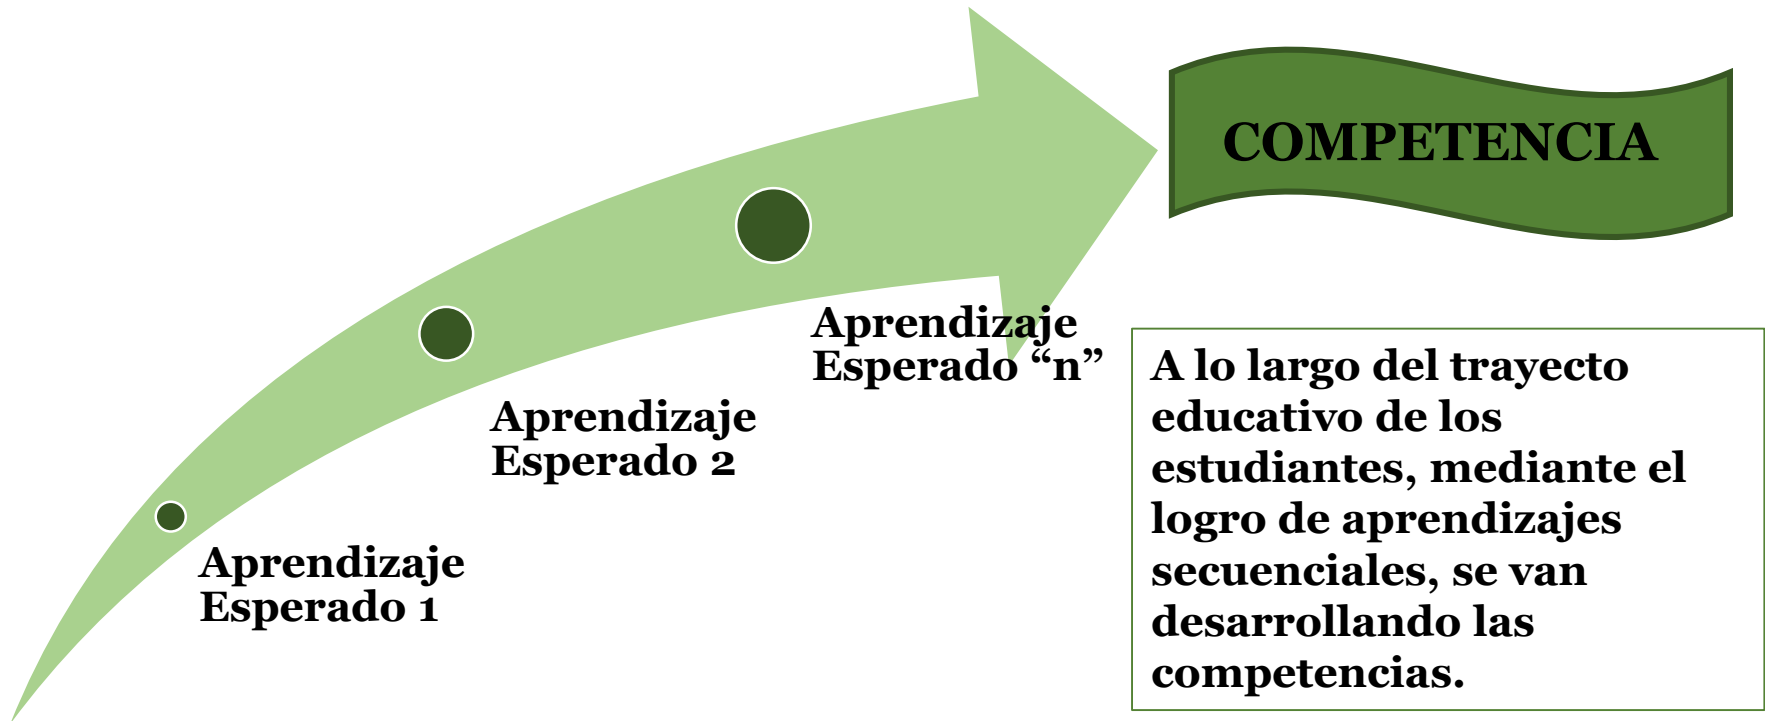 COMPETENCIA
Aprendizaje
Esperado “n”
Aprendizaje
Esperado 2
Aprendizaje
Esperado 1
A lo largo del trayecto
educativo de los
estudiantes, mediante el
logro de aprendizajes
secuenciales, se van
desarrollando las
competencias.